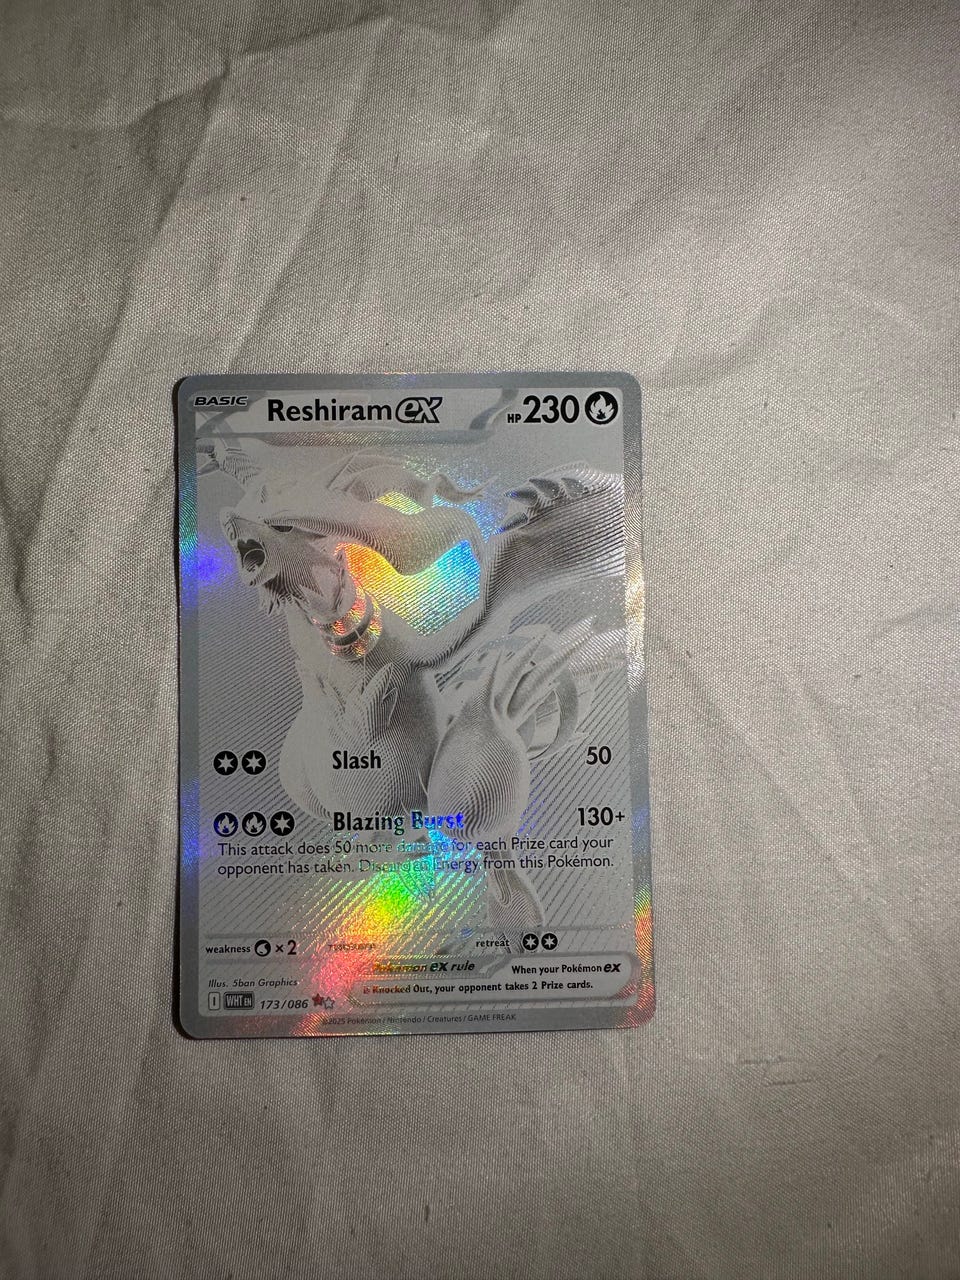 BASIC Reshiram ex HP 230
Slash 50
Blazing Burst 130+
This attack does 50 more damage for each Prize card your
opponent has taken. Discard an Energy from this Pokémon.
weakness ×2 retreat
Pokémon ex rule When your Pokémon ex
is Knocked Out, your opponent takes 2 Prize cards.
Illus. 5ban Graphics
I WHT EN 173/086
©2025 Pokémon / Nintendo / Creatures / GAME FREAK